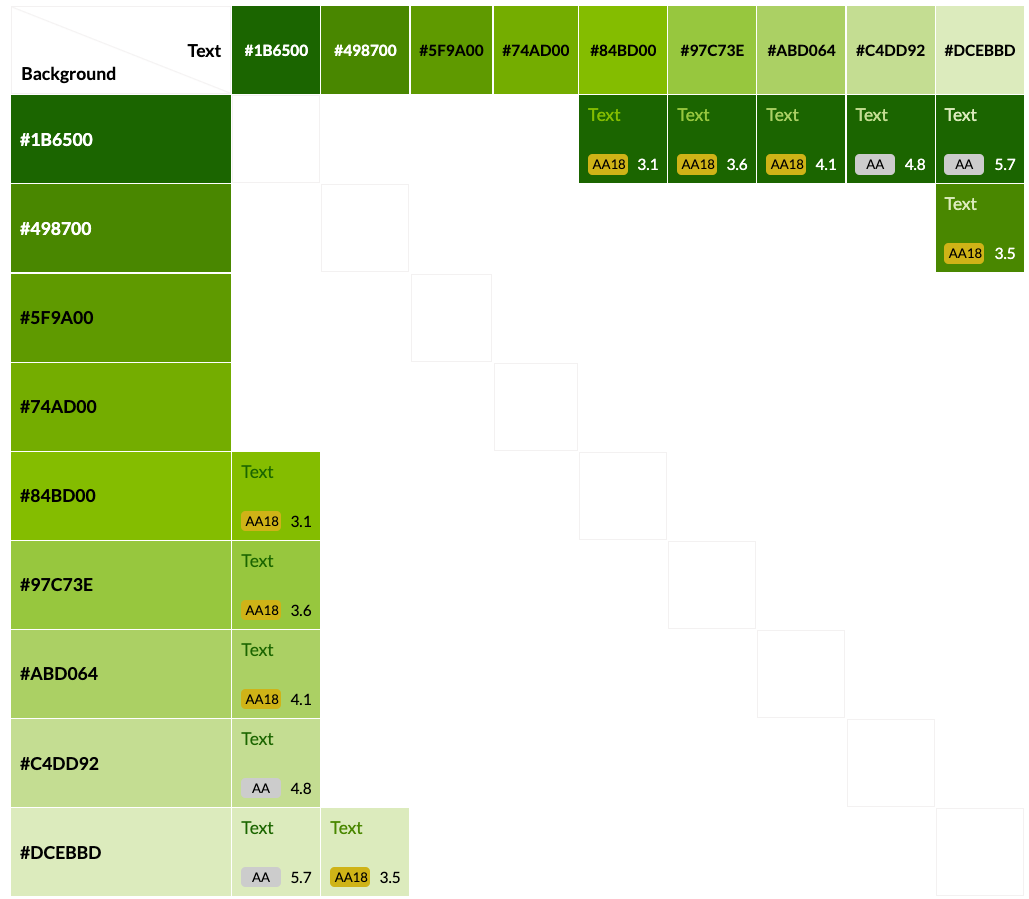 Text
Background
#1B6500 #498700 #5F9A00 #74AD00 #84BD00 #97C73E #ABD064 #C4DD92 #DCEBBD
#1B6500
Text Text Text Text Text
AA18 3.1 AA18 3.6 AA18 4.1 AA 4.8 AA 5.7
#498700
Text
AA18 3.5
#5F9A00
#74AD00
#84BD00
Text
AA18 3.1
#97C73E
Text
AA18 3.6
#ABD064
Text
AA18 4.1
#C4DD92
Text
AA 4.8
#DCEBBD
Text Text
AA 5.7 AA18 3.5